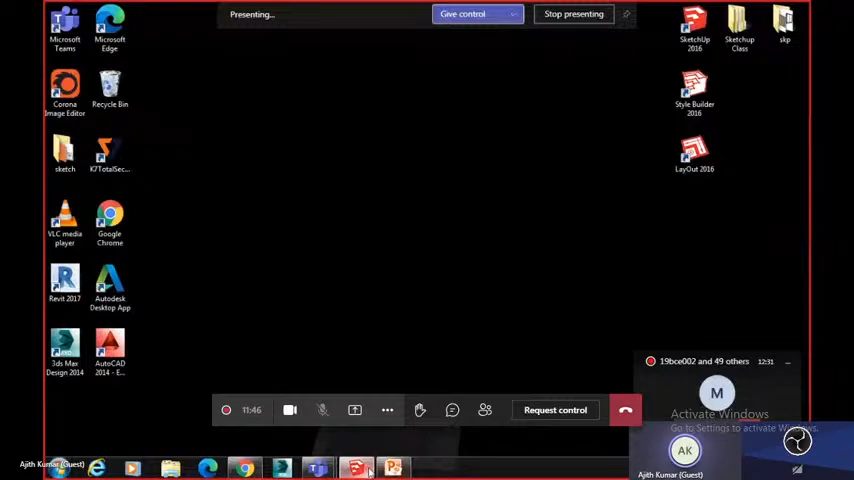 Presenting...
Give control
Stop presenting
Microsoft
Teams
Microsoft
Edge
SketchUp
2016
Sketchup
Class
skp
Corona
Image Editor
Recycle Bin
Style Builder
2016
sketch
K7TotalSec...
LayOut 2016
VLC media
player
Google
Chrome
Revit 2017
Autodesk
Desktop App
3ds Max
Design 2014
AutoCAD
2014 - E...
19bce002 and 49 others
12:31
M
11:46
Request control
Activate Windows
Go to Settings to activate Windows.
AK
Ajith Kumar (Guest)
Ajith Kumar (Guest)